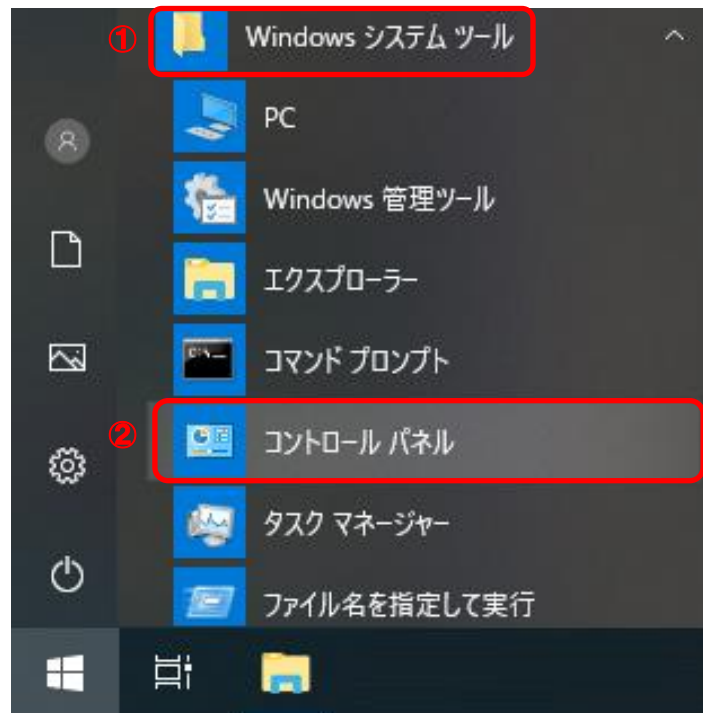 ① Windows システム ツール
PC
Windows 管理ツール
エクスプローラー
コマンド プロンプト
② コントロール パネル
タスク マネージャー
ファイル名を指定して実行